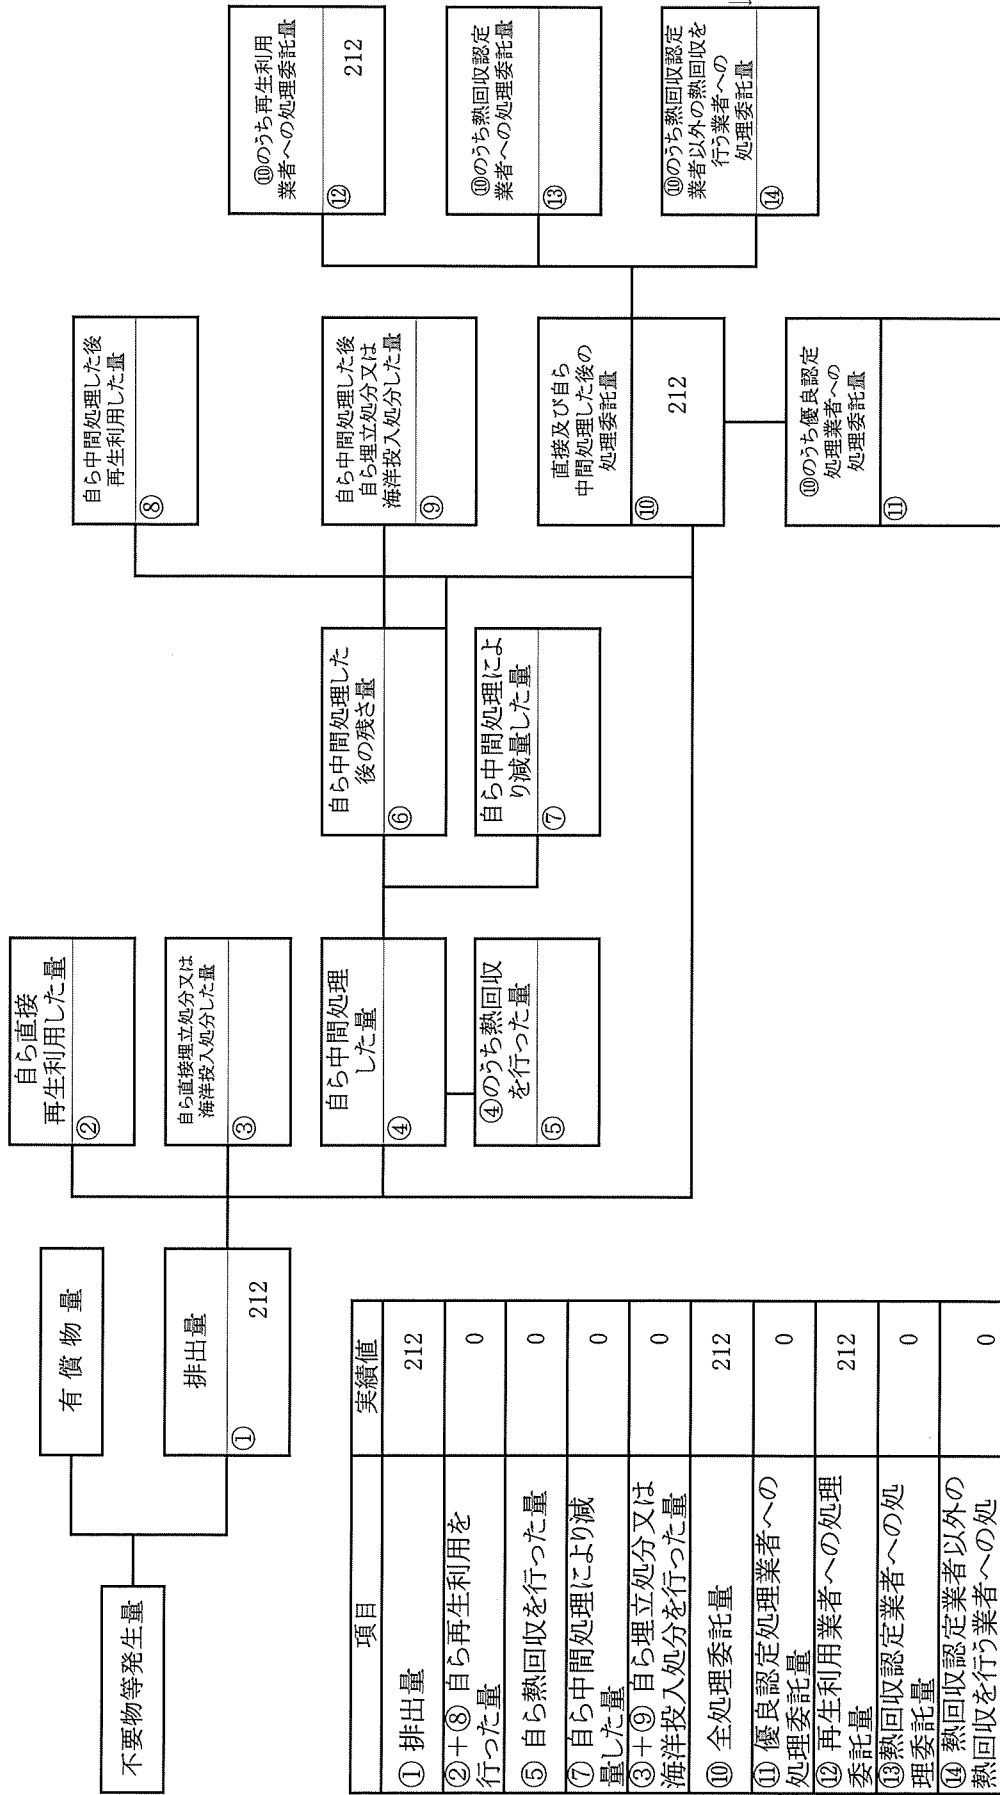 不要物等発生量
有償物量
排出量
① 212
自ら直接
再生利用した量
②
自ら直接埋立処分又は
海洋投入処分した量
③
自ら中間処理
した量
④
④のうち熱回収
を行った量
⑤
自ら中間処理した
後の残さ量
⑥
自ら中間処理によ
り減量した量
⑦
自ら中間処理した後
再生利用した量
⑧
自ら中間処理した後
自ら埋立処分又は
海洋投入処分した量
⑨
直接及び自ら
中間処理した後の
処理委託量
⑩ 212
⑩のうち優良認定
処理業者への
処理委託量
⑪
⑩のうち再生利用
業者への処理委託量
⑫ 212
⑩のうち熱回収認定
業者への処理委託量
⑬
⑩のうち熱回収認定
業者以外の熱回収を
行う業者への
処理委託量
⑭
項目 実績値
① 排出量 212
②+⑧ 自ら再生利用を
行った量 0
⑤ 自ら熱回収を行った量 0
⑦ 自ら中間処理により減
量した量 0
③+⑨ 自ら埋立処分又は
海洋投入処分を行った量 0
⑩ 全処理委託量 212
⑪ 優良認定処理業者への
処理委託量 0
⑫ 再生利用業者への処理
委託量 212
⑬熱回収認定業者への処
理委託量 0
⑭ 熱回収認定業者以外の
熱回収を行う業者への処 0